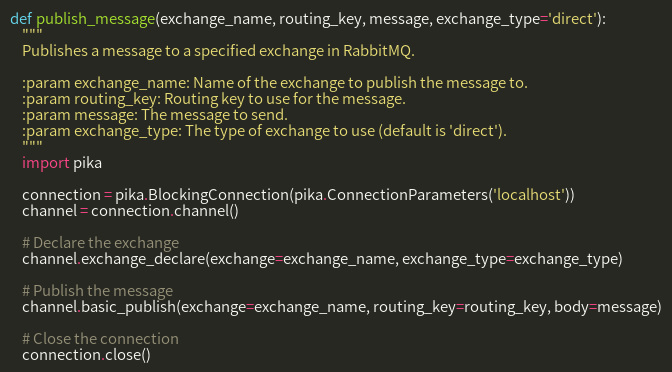 def publish_message(exchange_name, routing_key, message, exchange_type='direct'):
"""
Publishes a message to a specified exchange in RabbitMQ.
:param exchange_name: Name of the exchange to publish the message to.
:param routing_key: Routing key to use for the message.
:param message: The message to send.
:param exchange_type: The type of exchange to use (default is 'direct').
"""
import pika
connection = pika.BlockingConnection(pika.ConnectionParameters('localhost'))
channel = connection.channel()
# Declare the exchange
channel.exchange_declare(exchange=exchange_name, exchange_type=exchange_type)
# Publish the message
channel.basic_publish(exchange=exchange_name, routing_key=routing_key, body=message)
# Close the connection
connection.close()